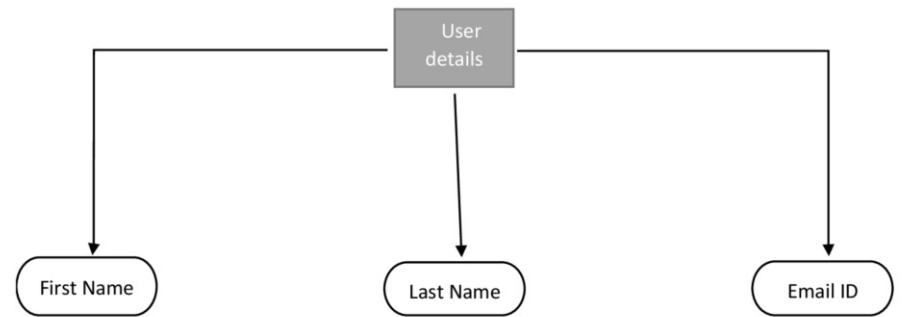 User
details
First Name
Last Name
Email ID